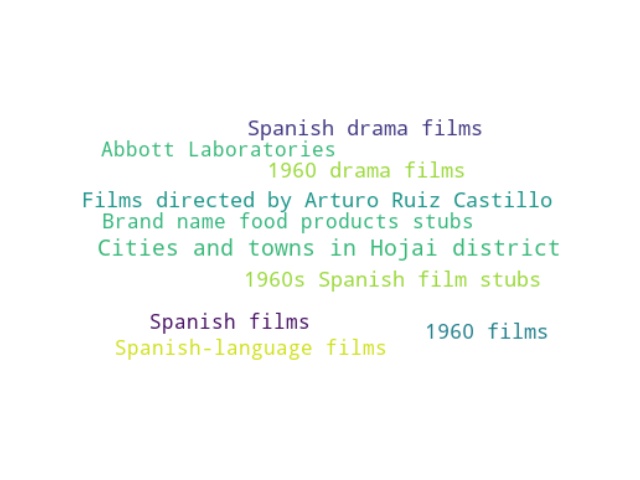 Spanish drama films
Abbott Laboratories
1960 drama films
Films directed by Arturo Ruiz Castillo
Brand name food products stubs
Cities and towns in Hojai district
1960s Spanish film stubs
Spanish films
1960 films
Spanish-language films